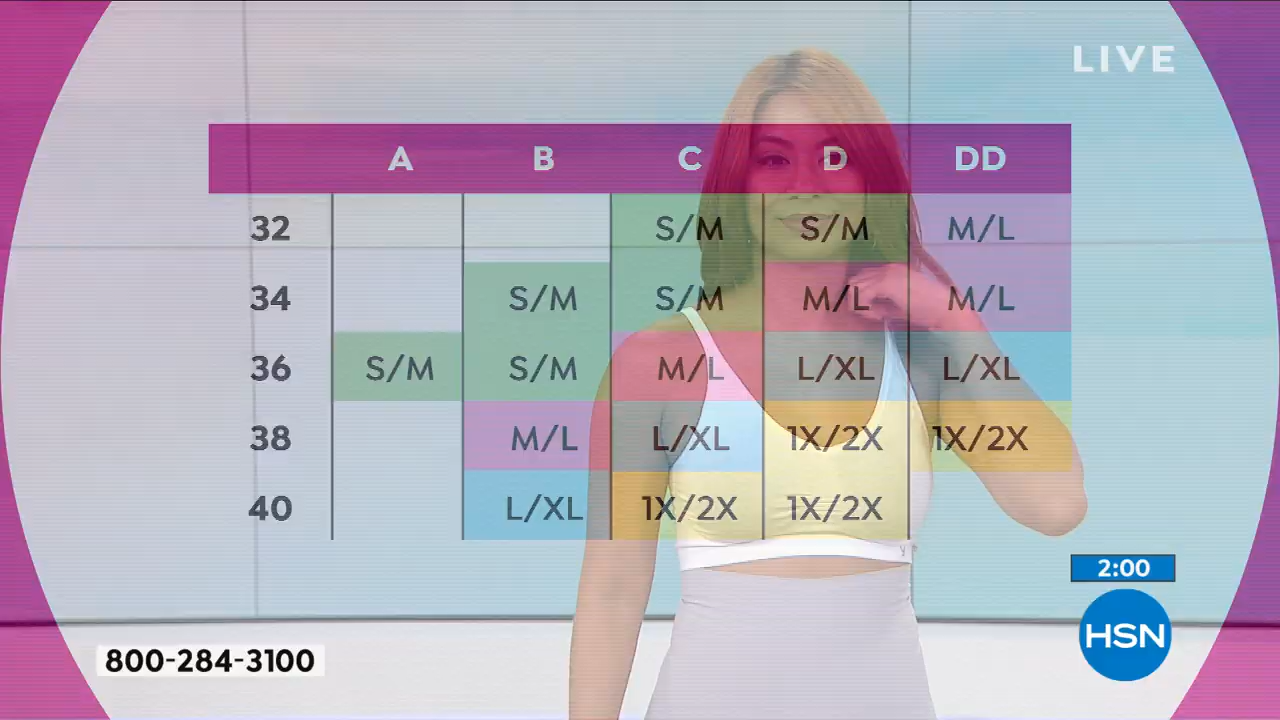 LIVE
A B C D DD
32 S/M S/M M/L
34 S/M S/M M/L M/L
36 S/M S/M M/L L/XL L/XL
38 M/L L/XL 1X/2X 1X/2X
40 L/XL 1X/2X 1X/2X
2:00
HSN
800-284-3100